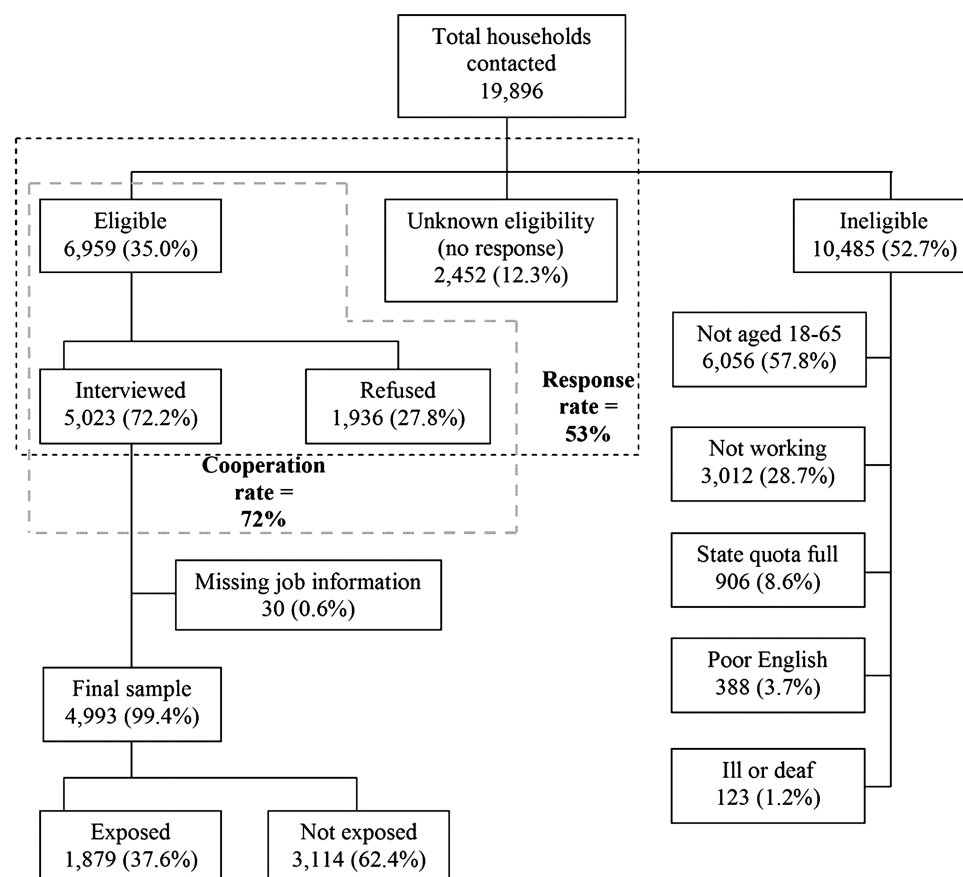 Total households
contacted
19,896
Eligible
6,959 (35.0%)
Unknown eligibility
(no response)
2,452 (12.3%)
Ineligible
10,485 (52.7%)
Not aged 18-65
6,056 (57.8%)
Interviewed
5,023 (72.2%)
Refused
1,936 (27.8%)
Response
rate =
53%
Not working
3,012 (28.7%)
Cooperation
rate =
72%
State quota full
906 (8.6%)
Missing job information
30 (0.6%)
Poor English
388 (3.7%)
Final sample
4,993 (99.4%)
Ill or deaf
123 (1.2%)
Exposed
1,879 (37.6%)
Not exposed
3,114 (62.4%)